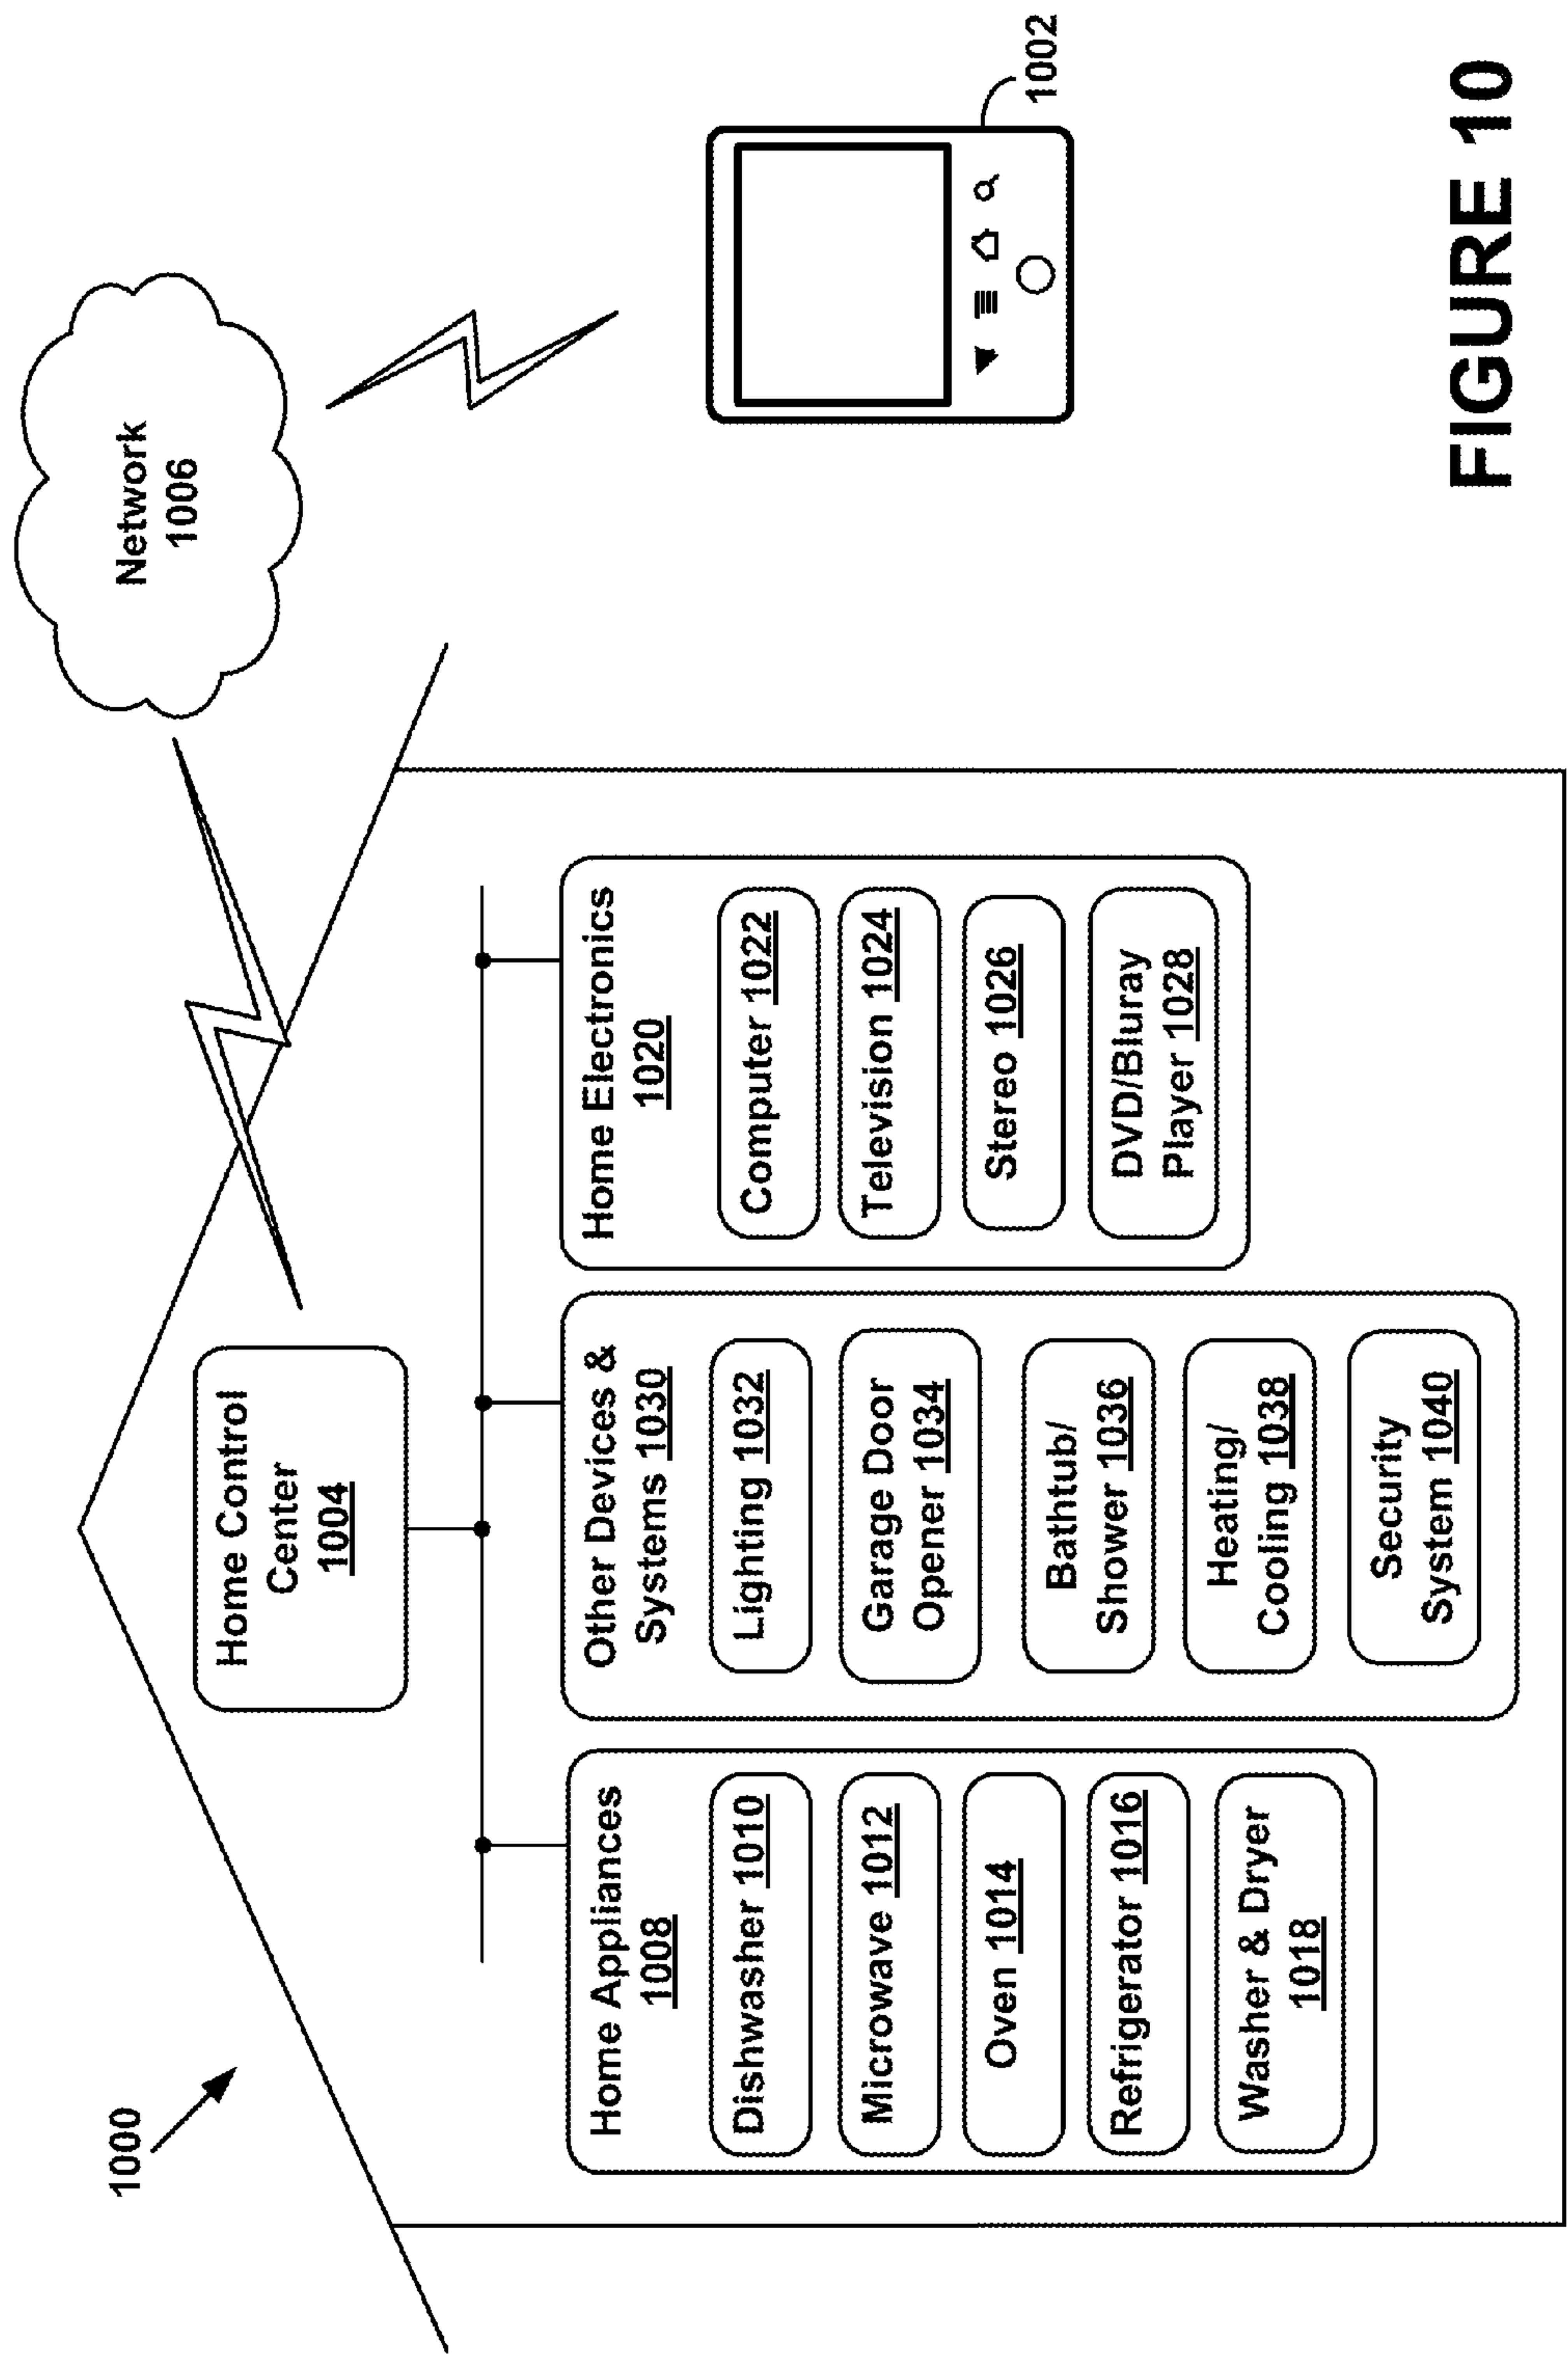 1000
Network
1006
Home Control
Center
1004
Home Appliances
1008
Dishwasher 1010
Microwave 1012
Oven 1014
Refrigerator 1016
Washer & Dryer
1018
Other Devices &
Systems 1030
Lighting 1032
Garage Door
Opener 1034
Bathtub/
Shower 1036
Heating/
Cooling 1038
Security
System 1040
Home Electronics
1020
Computer 1022
Television 1024
Stereo 1026
DVD/Bluray
Player 1028
1002
FIGURE 10